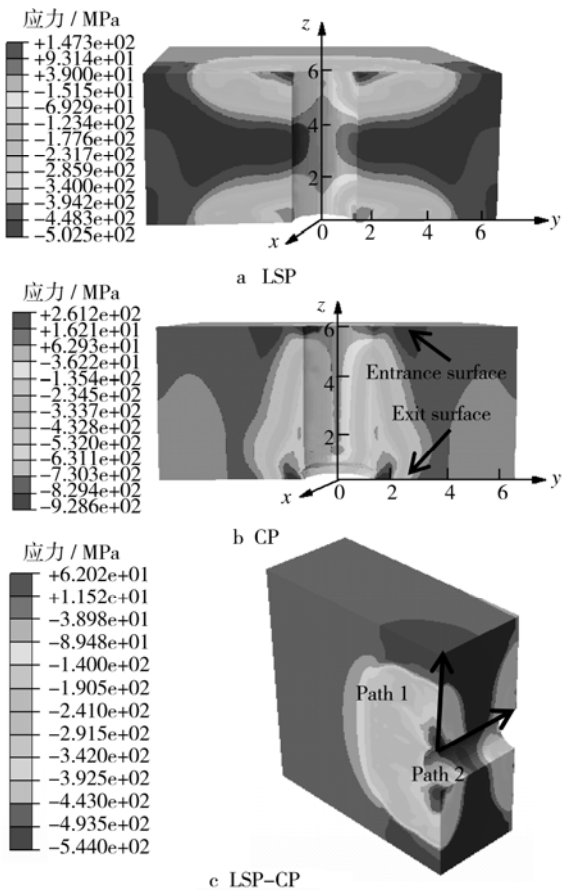 应力 / MPa
+1.473e+02
+9.314e+01
+3.900e+01
−1.515e+01
−6.929e+01
−1.234e+02
−1.776e+02
−2.317e+02
−2.859e+02
−3.400e+02
−3.942e+02
−4.483e+02
−5.025e+02
z
6
4
2
x
0 2 4 6 y
a LSP
应力 / MPa
+2.612e+02
+1.621e+02
+6.293e+01
−3.622e+01
−1.354e+02
−2.345e+02
−3.337e+02
−4.328e+02
−5.320e+02
−6.311e+02
−7.303e+02
−8.294e+02
−9.286e+02
z
6
Entrance surface
4
Exit surface
2
x
0 2 4 6 y
b CP
应力 / MPa
+6.202e+01
+1.152e+01
−3.898e+01
−8.948e+01
−1.400e+02
−1.905e+02
−2.410e+02
−2.915e+02
−3.420e+02
−3.925e+02
−4.430e+02
−4.935e+02
−5.440e+02
Path 1
Path 2
c LSP−CP